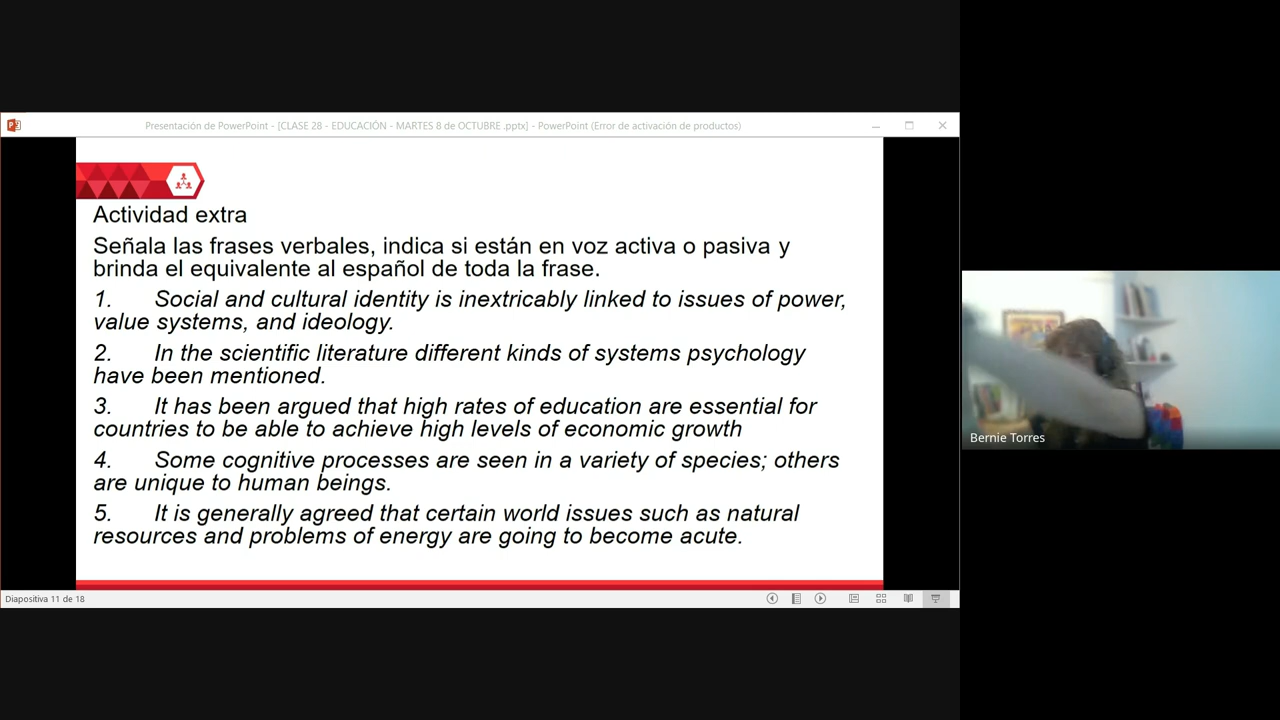 Presentación de PowerPoint - [CLASE 28 - EDUCACIÓN - MARTES 8 de OCTUBRE .pptx] - PowerPoint (Error de activación de productos)
Actividad extra
Señala las frases verbales, indica si están en voz activa o pasiva y
brinda el equivalente al español de toda la frase.
1. Social and cultural identity is inextricably linked to issues of power,
value systems, and ideology.
2. In the scientific literature different kinds of systems psychology
have been mentioned.
3. It has been argued that high rates of education are essential for
countries to be able to achieve high levels of economic growth
4. Some cognitive processes are seen in a variety of species; others
are unique to human beings.
5. It is generally agreed that certain world issues such as natural
resources and problems of energy are going to become acute.
Diapositiva 11 de 18
Bernie Torres